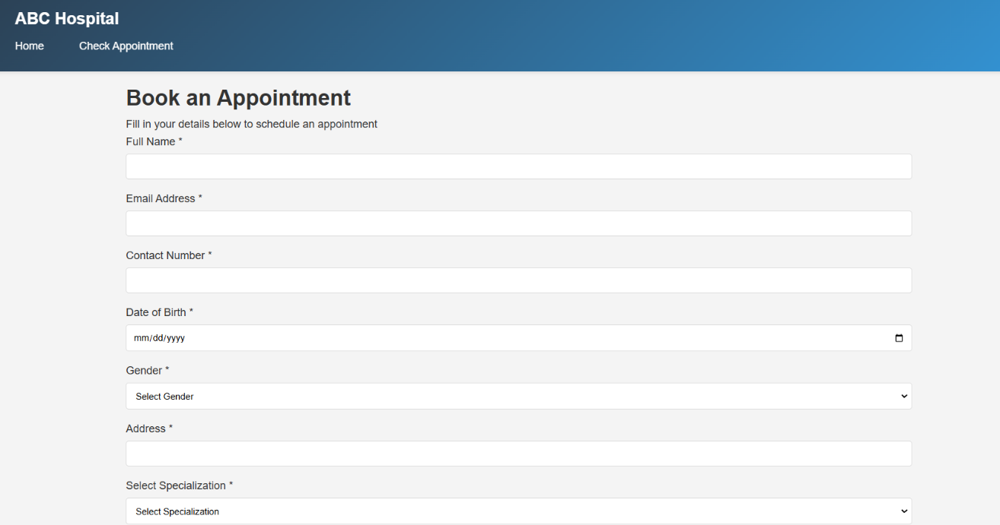 ABC Hospital
Home Check Appointment
Book an Appointment
Fill in your details below to schedule an appointment
Full Name *
Email Address *
Contact Number *
Date of Birth *
mm/dd/yyyy
Gender *
Select Gender
Address *
Select Specialization *
Select Specialization